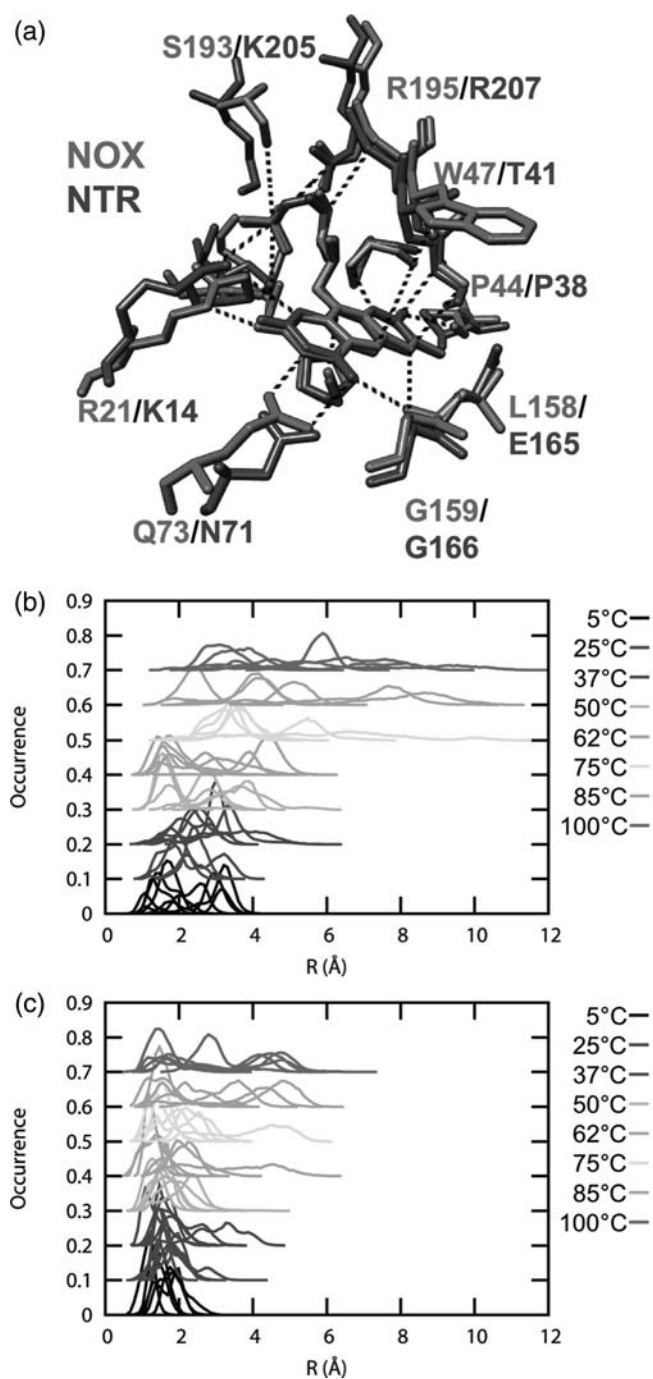 (a)
S193/K205
R195/R207
NOX
NTR
W47/T41
P44/P38
R21/K14
L158/
E165
Q73/N71
G159/
G166
(b)
0.9
0.8
0.7
0.6
0.5
0.4
0.3
0.2
0.1
0
Occurrence
0 2 4 6 8 10 12
R (Å)
5°C
25°C
37°C
50°C
62°C
75°C
85°C
100°C
(c)
0.9
0.8
0.7
0.6
0.5
0.4
0.3
0.2
0.1
0
Occurrence
0 2 4 6 8 10 12
R (Å)
5°C
25°C
37°C
50°C
62°C
75°C
85°C
100°C